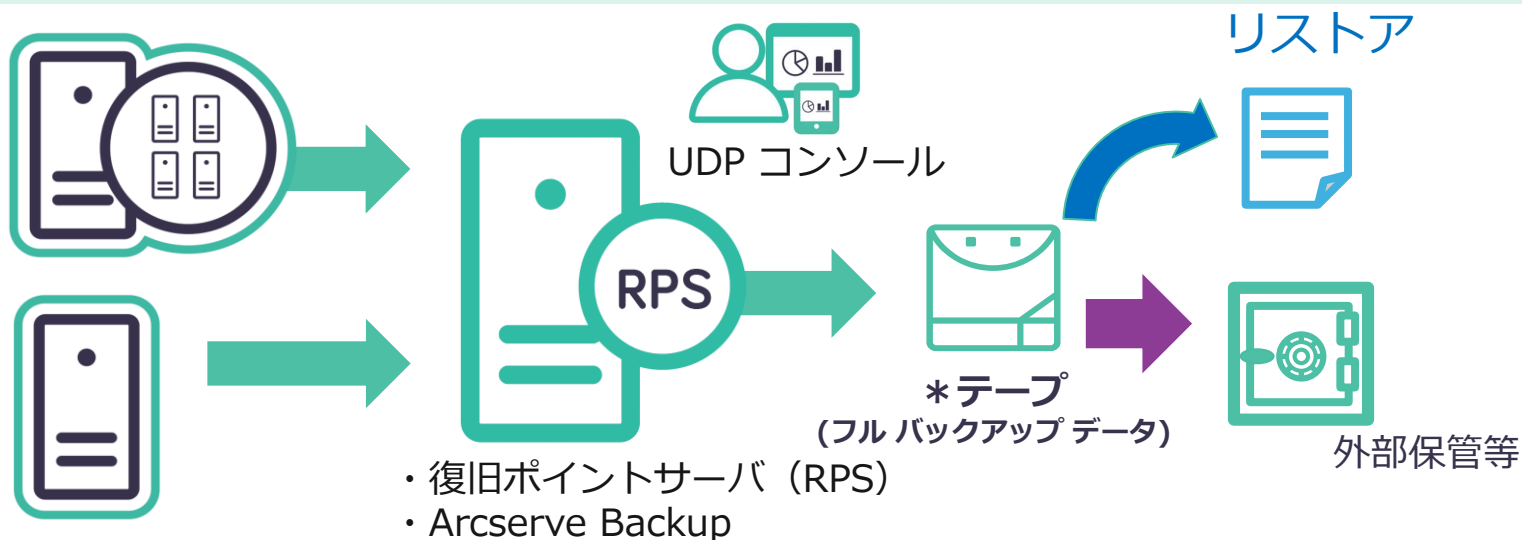 リストア
UDP コンソール
RPS
＊テープ
(フル バックアップ データ)
外部保管等
・復旧ポイントサーバ（RPS）
・Arcserve Backup